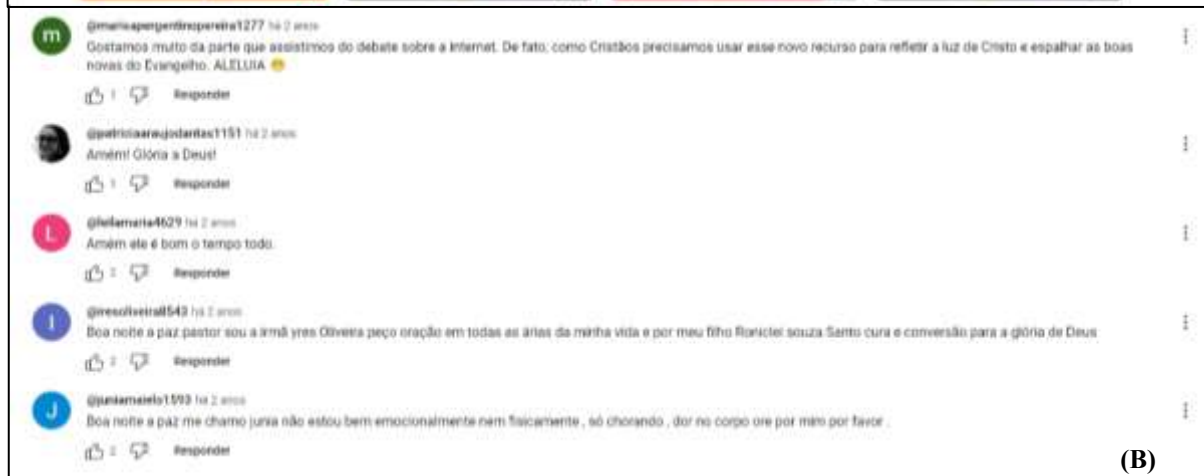 m
@marisapergentinopereira1277 há 2 anos
Gostamos muito da parte que assistimos do debate sobre a Internet. De fato, como Cristãos precisamos usar esse novo recurso para refletir a luz de Cristo e espalhar as boas
novas do Evangelho. ALELUIA 😁
1 Responder
@patriciaaraujodantas1151 há 2 anos
Amém! Glória a Deus!
1 Responder
L
@leilamaria4629 há 2 anos
Amém ele é bom o tempo todo.
2 Responder
I
há 2 anos
Boa noite a paz pastor sou a irmã yres Oliveira peço oração em todas as árias da minha vida e por meu filho Roniclei souza Santo cura e conversão para a glória de Deus
2 Responder
J
há 2 anos
Boa noite a paz me chamo junia não estou bem emocionalmente nem fisicamente , só chorando , dor no corpo ore por mim por favor .
2 Responder
(B)